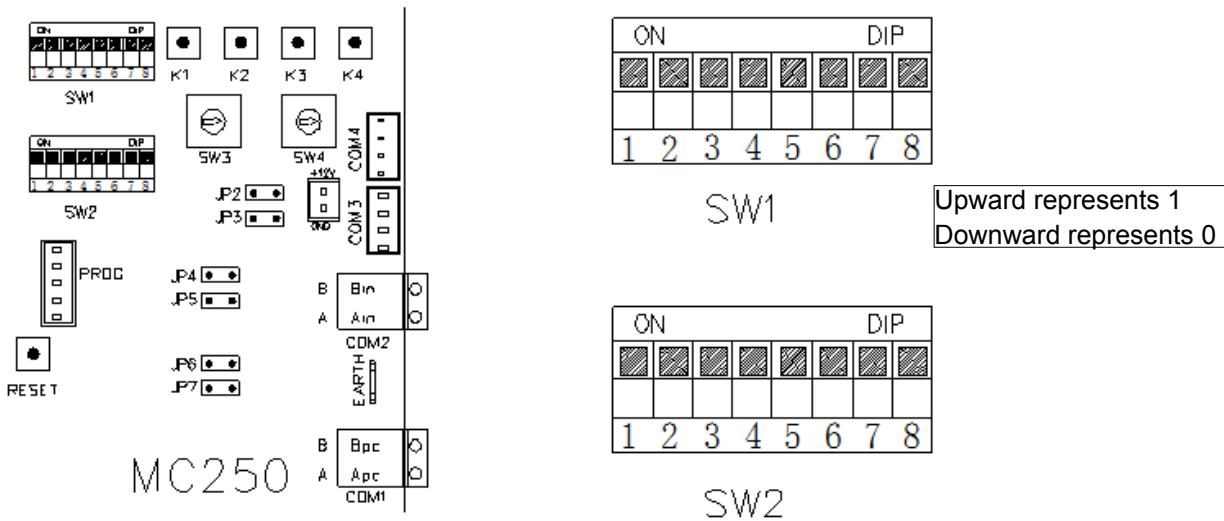 ON DIP
1 2 3 4 5 6 7 8
SW1
K1 K2 K3 K4
SW3 SW4
COM4
ON DIP
1 2 3 4 5 6 7 8
SW2
JP2
JP3
+12V
GND
COM3
PROG
JP4
JP5
B Bin
A Ain
COM2
RESET
JP6
JP7
EARTH
B Bpc
A Apc
COM1
MC250
ON DIP
1 2 3 4 5 6 7 8
SW1
Upward represents 1
Downward represents 0
ON DIP
1 2 3 4 5 6 7 8
SW2